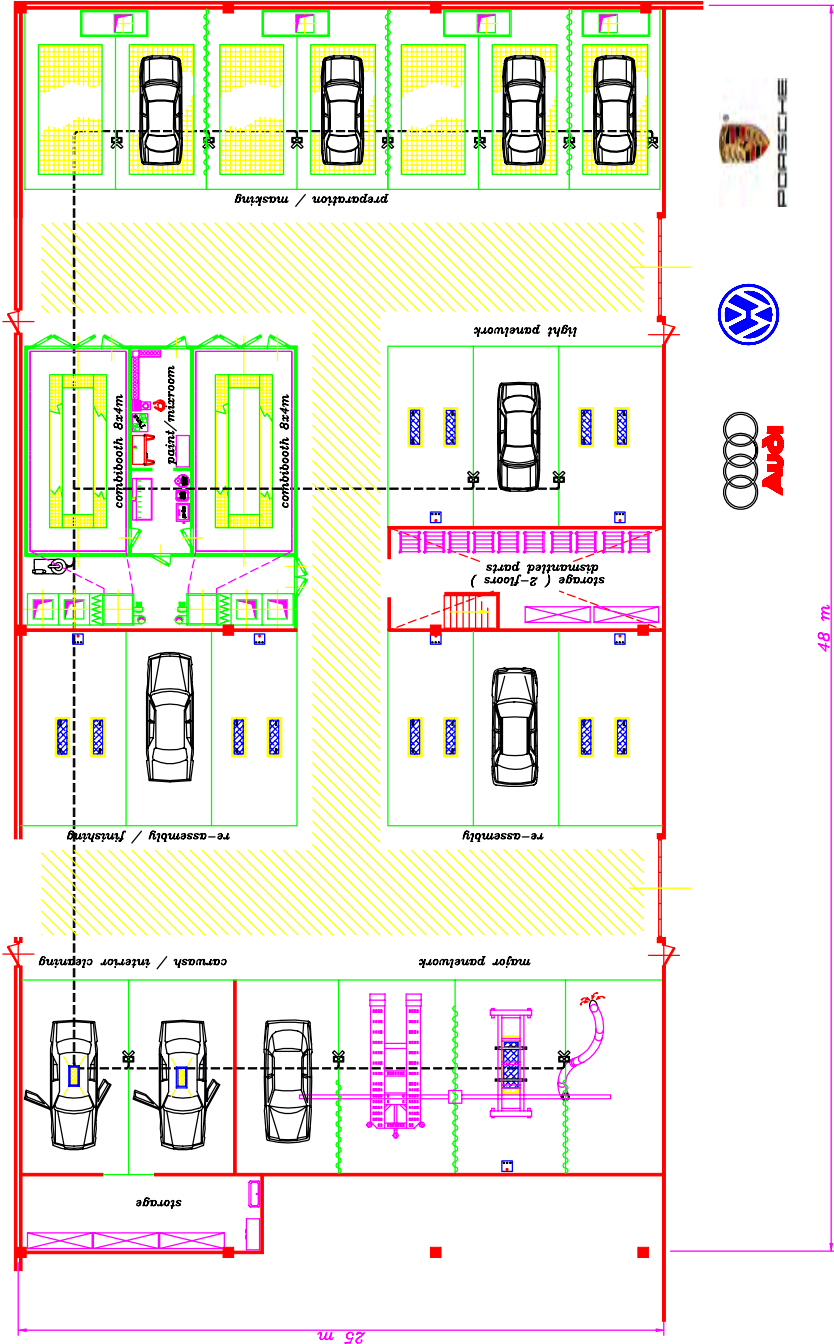 preparation / masking
PORSCHE
light panelwork
combibooth 8x4m
paint/mixroom
combibooth 8x4m
Audi
storage ( 2-floors )
dismantled parts
48 m
re-assembly / finishing
re-assembly
carwash / interior cleaning
major panelwork
storage
25 m